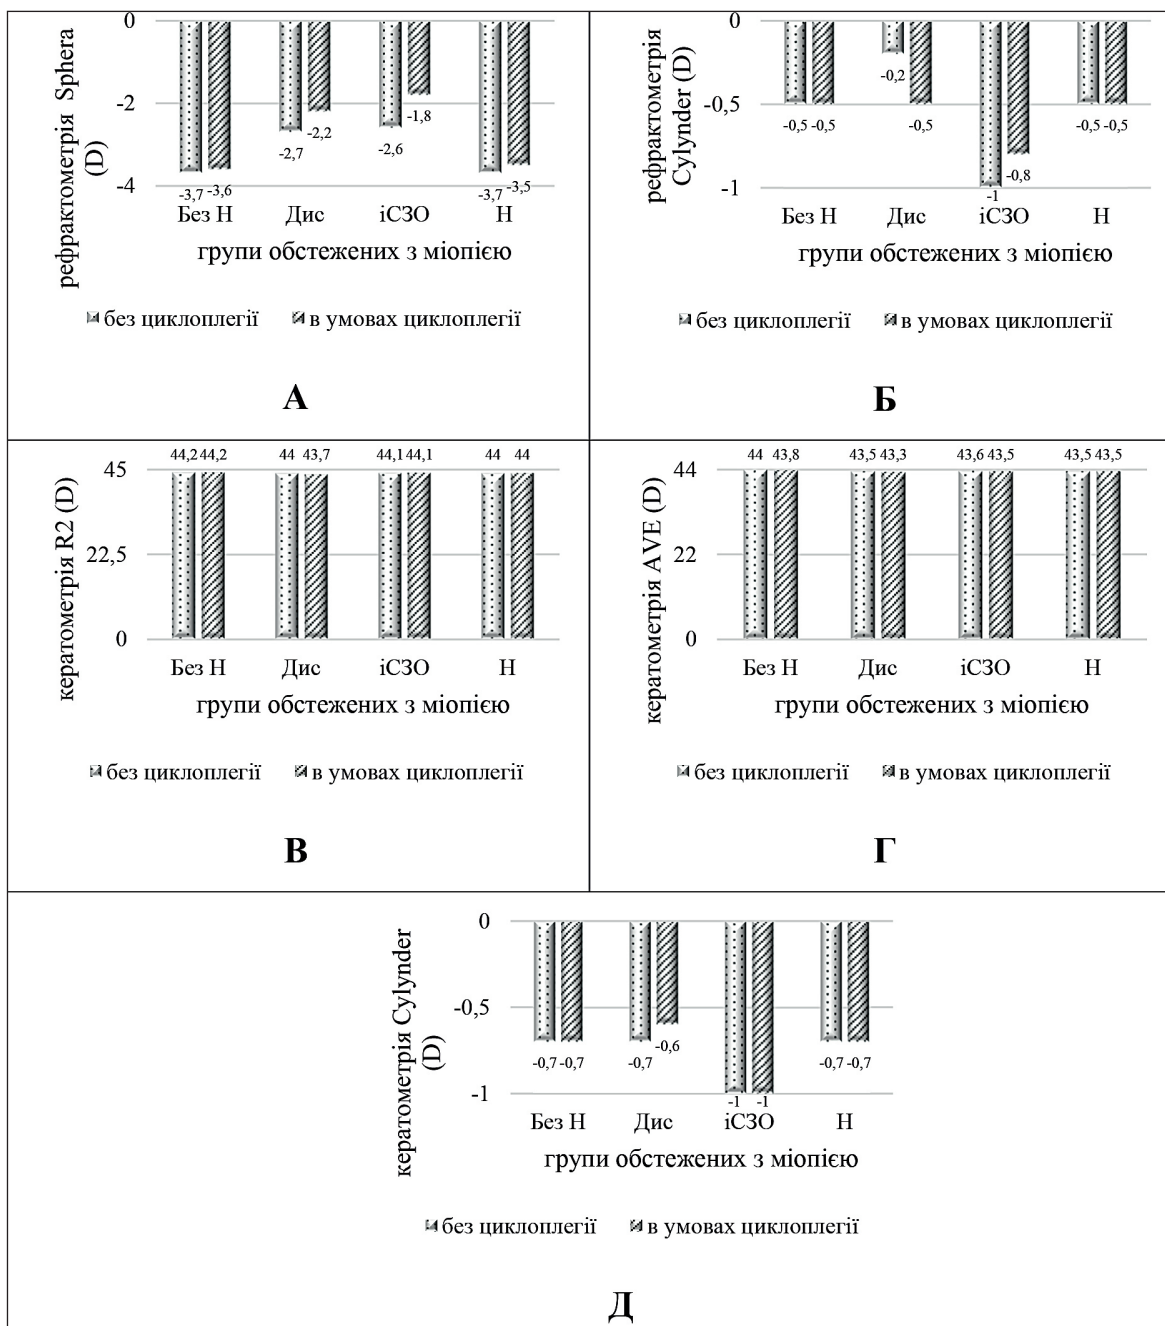 рефрактометрія Sphera
(D)
0
-2
-4
-3,7 -3,6
-2,7
-2,2
-2,6
-1,8
-3,7 -3,5
Без Н Дис іСЗО Н
групи обстежених з міопією
без циклоплегії в умовах циклоплегії
А
рефрактометрія
Cylynder (D)
0
-0,5
-1
-0,5 -0,5
-0,2
-0,5
-1
-0,8
-0,5 -0,5
Без Н Дис іСЗО Н
групи обстежених з міопією
без циклоплегії в умовах циклоплегії
Б
кератометрія R2 (D)
45
22,5
0
44,2 44,2 44 43,7 44,1 44,1 44 44
Без Н Дис іСЗО Н
групи обстежених з міопією
без циклоплегії в умовах циклоплегії
В
кератометрія AVE (D)
44
22
0
44 43,8 43,5 43,3 43,6 43,5 43,5 43,5
Без Н Дис іСЗО Н
групи обстежених з міопією
без циклоплегії в умовах циклоплегії
Г
кератометрія Cylynder
(D)
0
-0,5
-1
-0,7 -0,7
-0,7
-0,6
-1 -1
-0,7 -0,7
Без Н Дис іСЗО Н
групи обстежених з міопією
без циклоплегії в умовах циклоплегії
Д